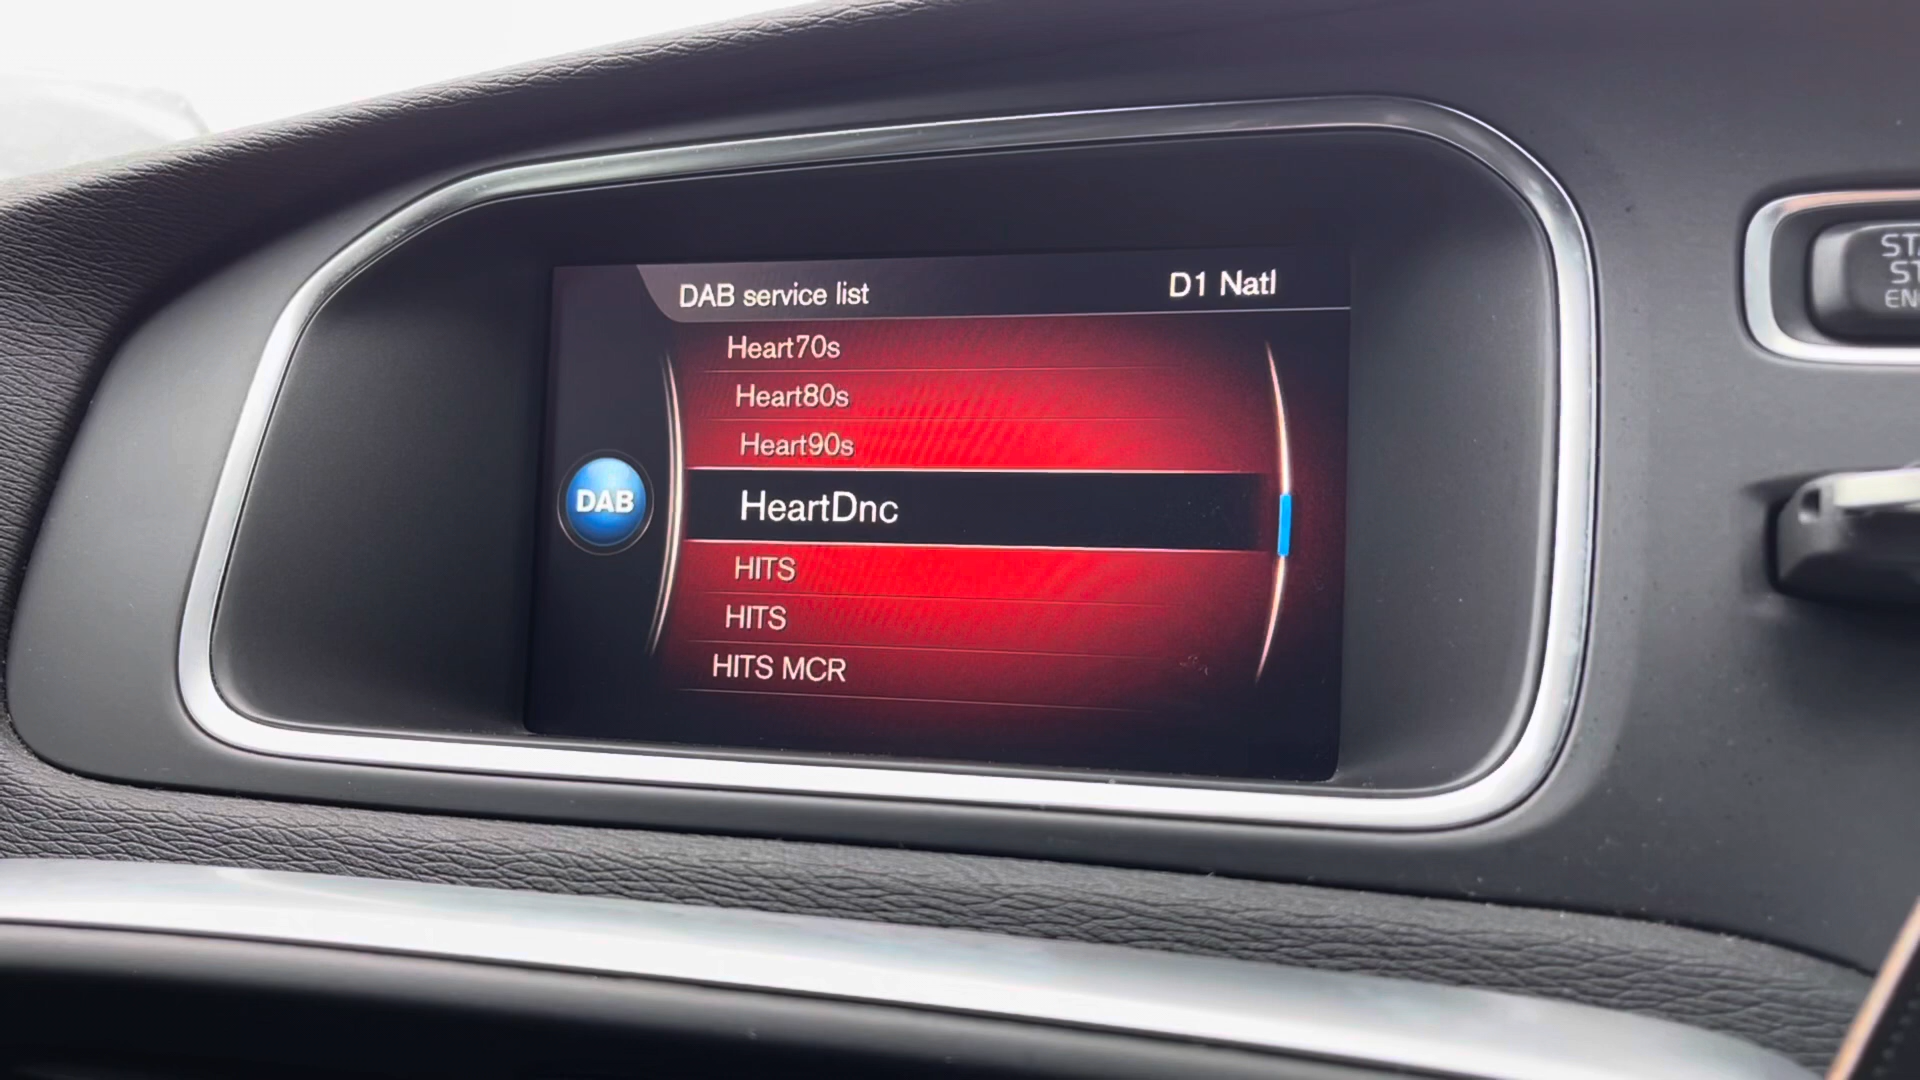 DAB service list
D1 Natl
Heart70s
Heart80s
Heart90s
DAB
HeartDnc
HITS
HITS
HITS MCR